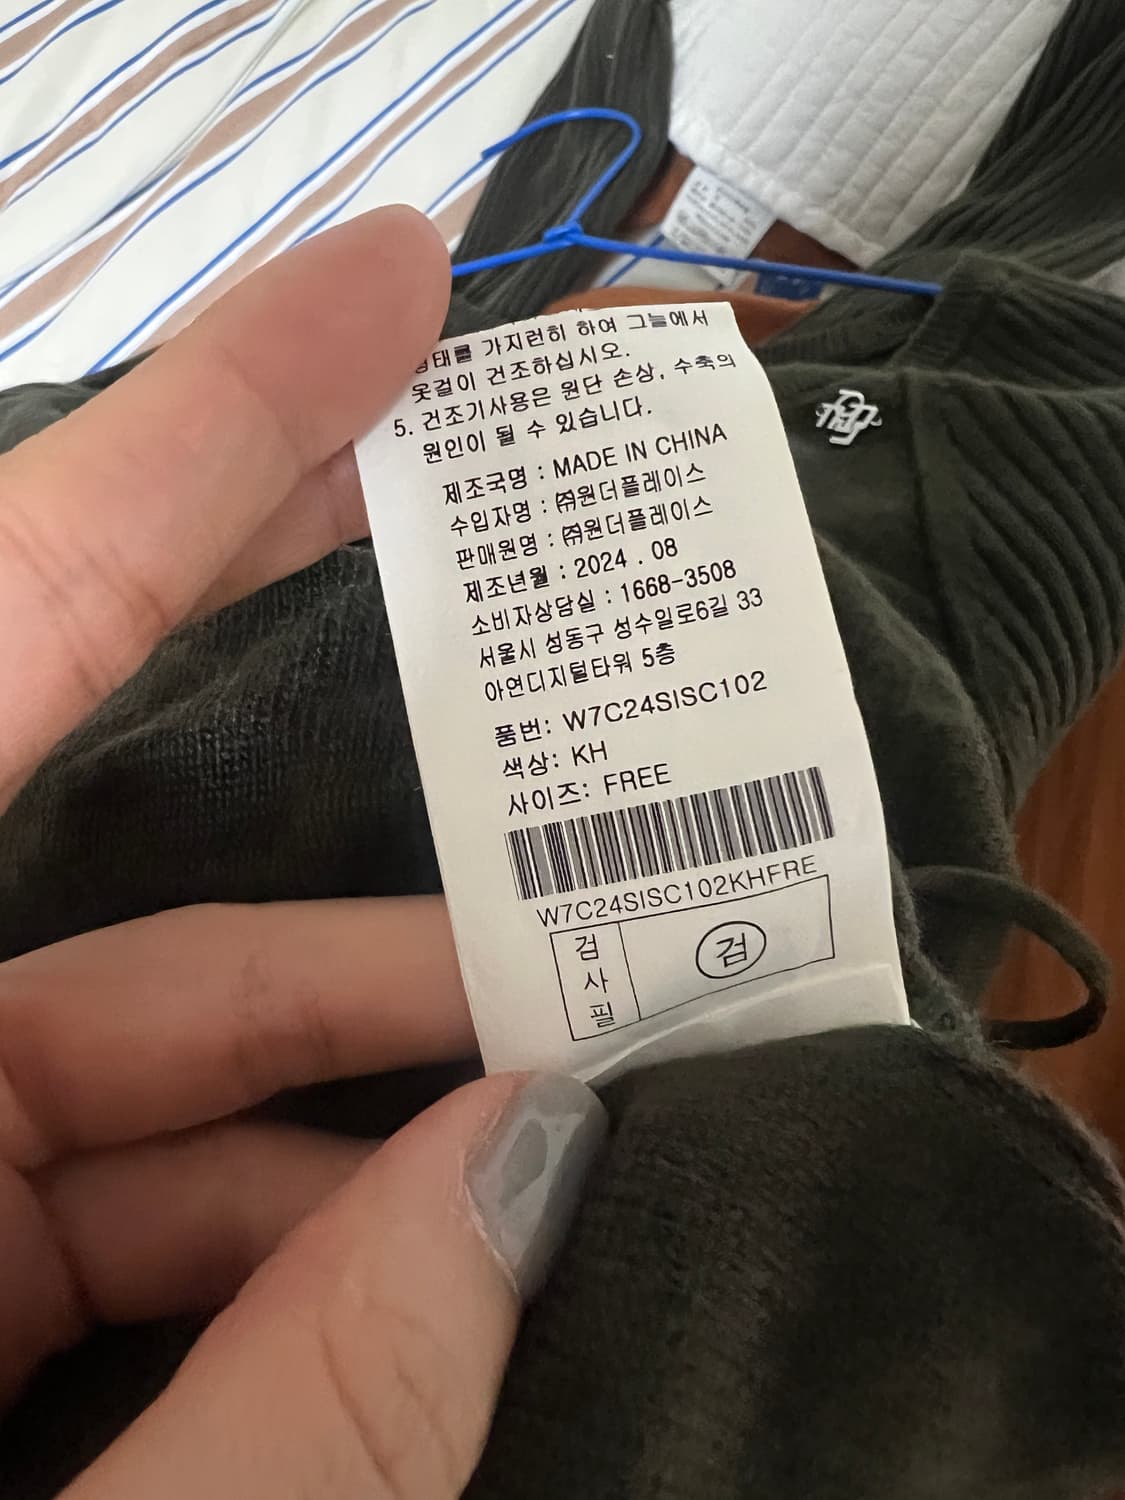 형태를 가지런히 하여 그늘에서
옷걸이 건조하십시오.
5. 건조기사용은 원단 손상, 수축의
원인이 될 수 있습니다.
제조국명 : MADE IN CHINA
수입자명 : ㈜원더플레이스
판매원명 : ㈜원더플레이스
제조년월 : 2024 . 08
소비자상담실 : 1668-3508
서울시 성동구 성수일로6길 33
아연디지털타워 5층
품번: W7C24SISC102
색상: KH
사이즈: FREE
W7C24SISC102KHFRE
검사필
검